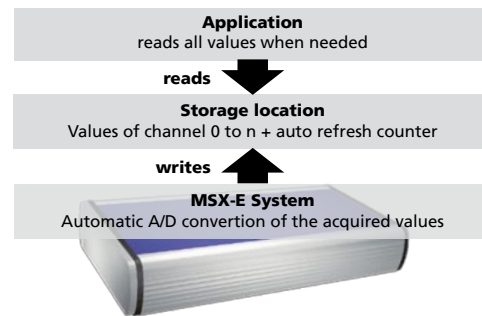 Application
reads all values when needed
reads
Storage location
Values of channel 0 to n + auto refresh counter
writes
MSX-E System
Automatic A/D convertion of the acquired values